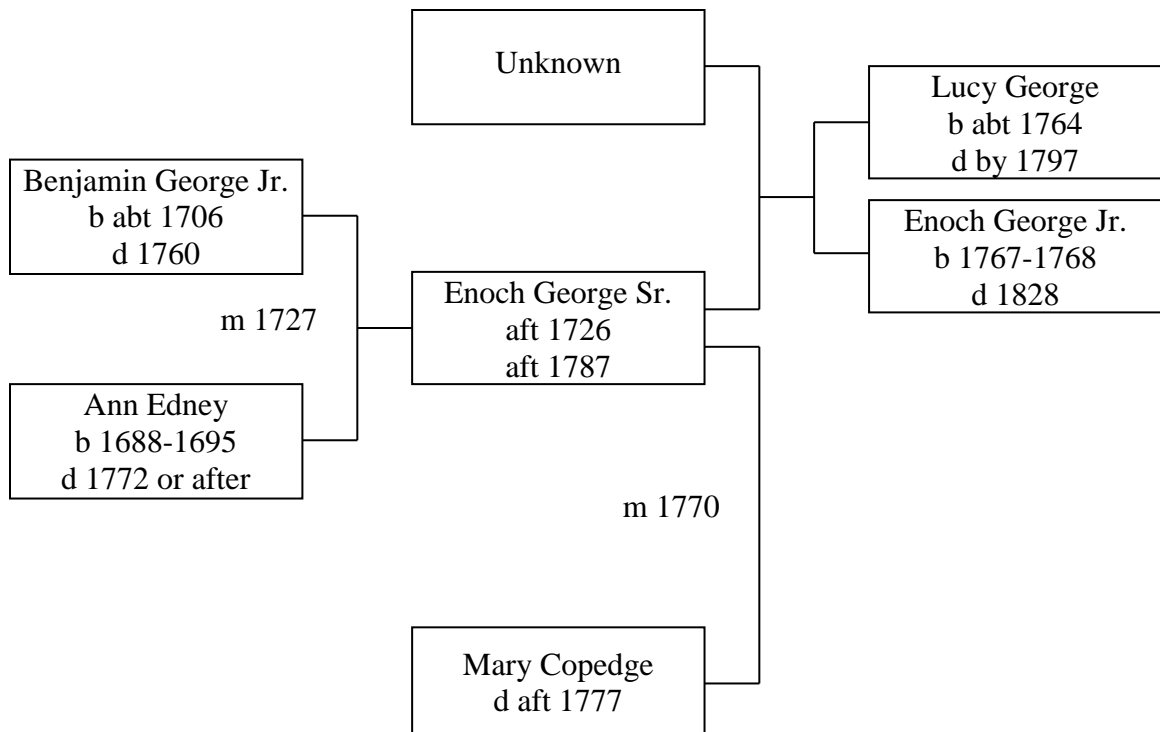 Unknown
Lucy George
b abt 1764
d by 1797
Benjamin George Jr.
b abt 1706
d 1760
Enoch George Jr.
b 1767-1768
d 1828
Enoch George Sr.
aft 1726
aft 1787
m 1727
Ann Edney
b 1688-1695
d 1772 or after
m 1770
Mary Copedge
d aft 1777